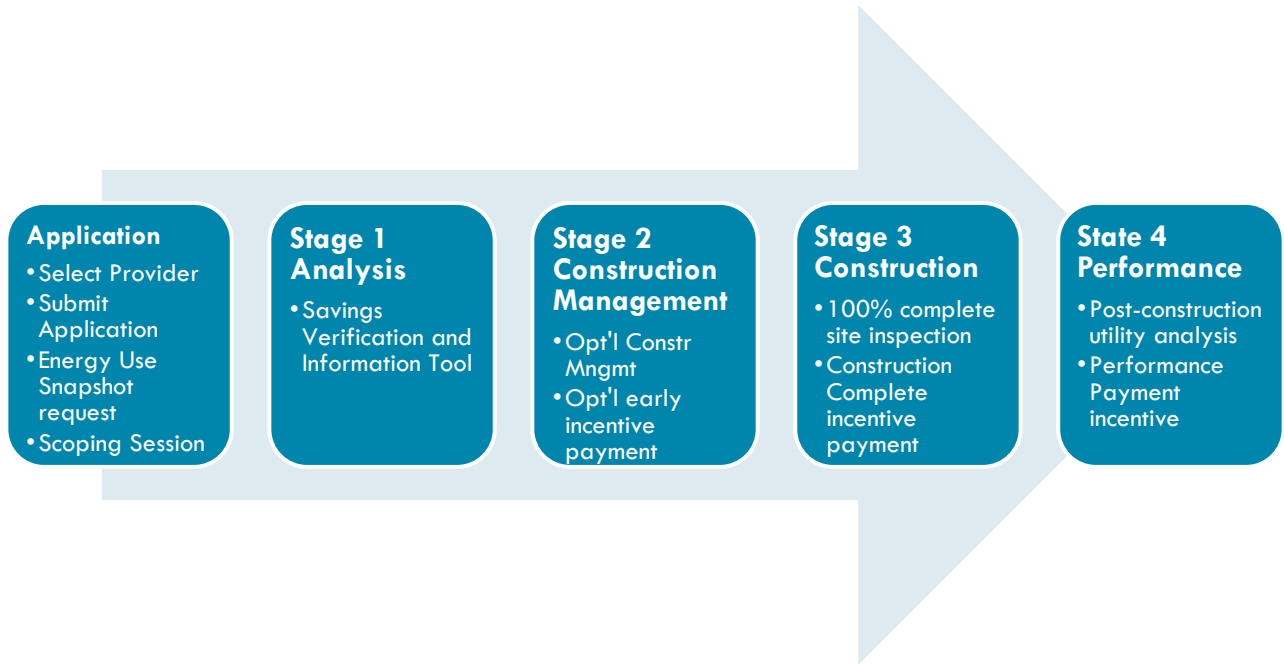 Application
• Select Provider
• Submit
Application
• Energy Use
Snapshot
request
• Scoping Session
Stage 1
Analysis
• Savings
Verification and
Information Tool
Stage 2
Construction
Management
• Opt'l Constr
Mngmt
• Opt'l early
incentive
payment
Stage 3
Construction
• 100% complete
site inspection
• Construction
Complete
incentive
payment
State 4
Performance
• Post-construction
utility analysis
• Performance
Payment
incentive